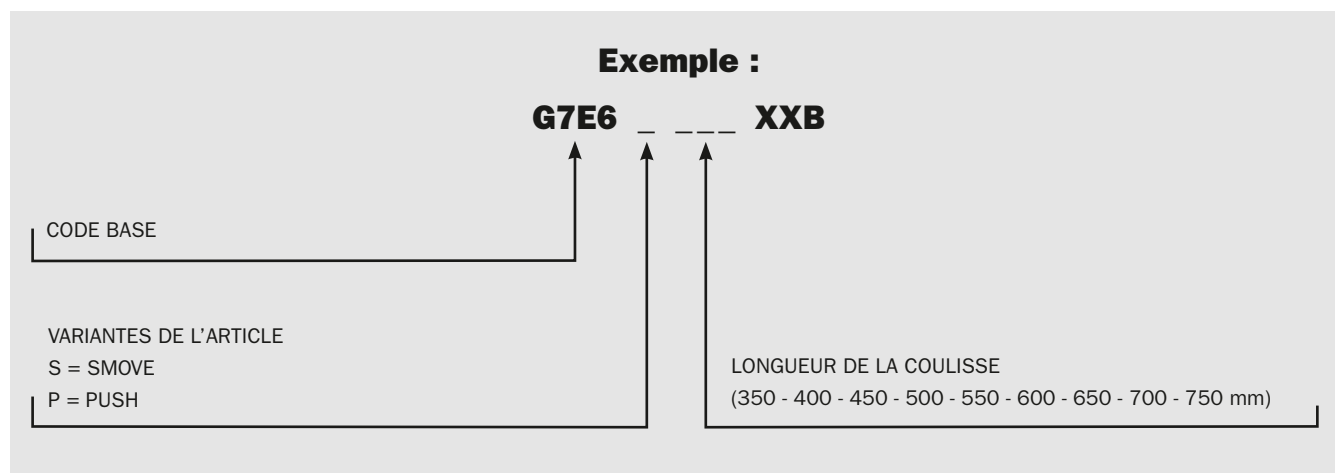 Exemple :
G7E6 _ ___ XXB
CODE BASE
VARIANTES DE L'ARTICLE
S = SMOVE
P = PUSH
LONGUEUR DE LA COULISSE
(350 - 400 - 450 - 500 - 550 - 600 - 650 - 700 - 750 mm)